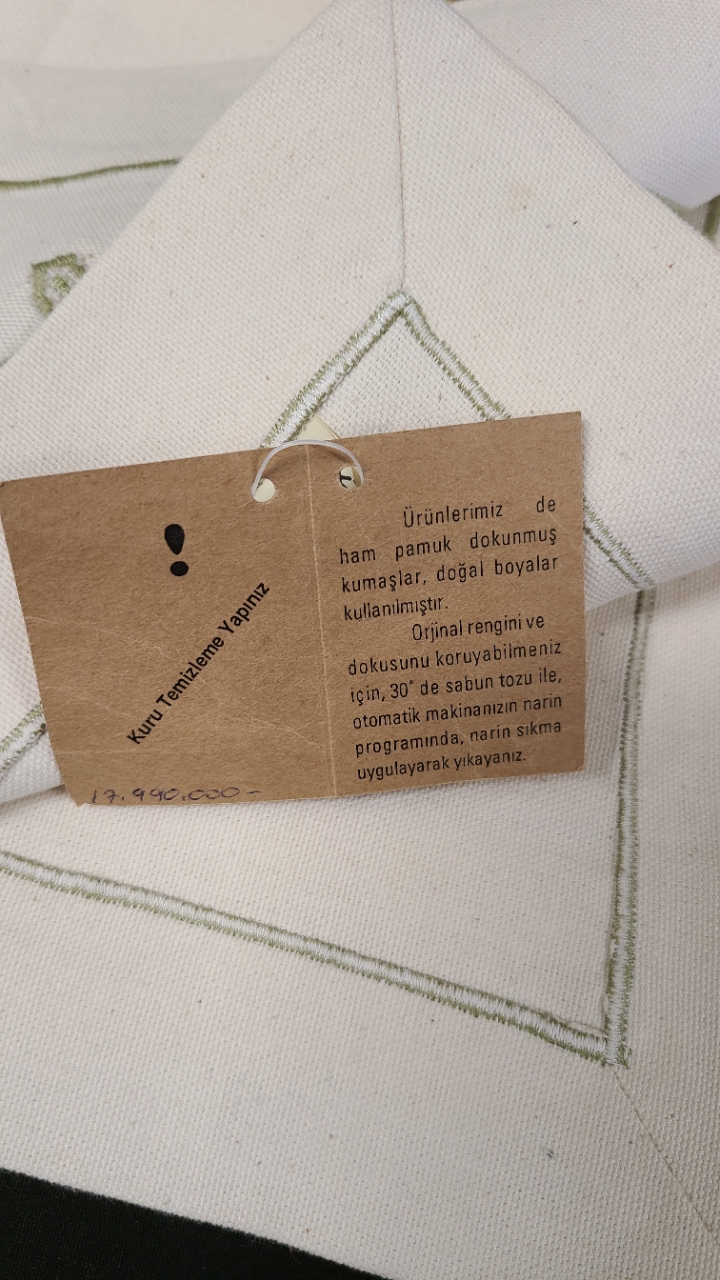 !
Kuru Temizleme Yapınız
17.990.000-
Ürünlerimiz de
ham pamuk dokunmuş
kumaşlar, doğal boyalar
kullanılmıştır.
Orjinal rengini ve
dokusunu koruyabilmeniz
için, 30° de sabun tozu ile,
otomatik makinanızın narin
programında, narin sıkma
uygulayarak yıkayanız.